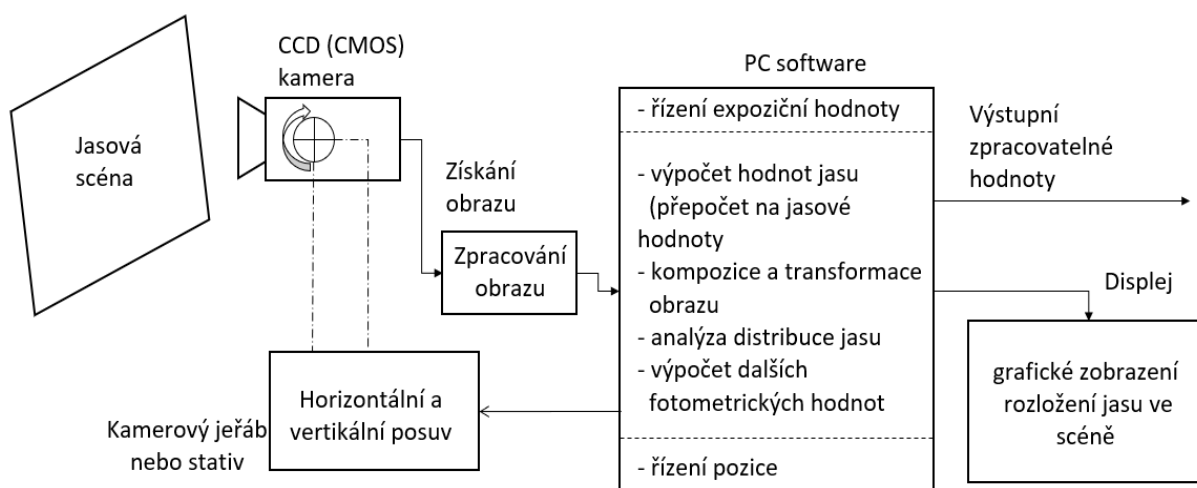 Jasová
scéna
CCD (CMOS)
kamera
Získání
obrazu
Zpracování
obrazu
Horizontální a
vertikální posuv
Kamerový jeřáb
nebo stativ
PC software
- řízení expoziční hodnoty
- výpočet hodnot jasu
(přepočet na jasové
hodnoty
- kompozice a transformace
obrazu
- analýza distribuce jasu
- výpočet dalších
fotometrických hodnot
- řízení pozice
Výstupní
zpracovatelné
hodnoty
Displej
grafické zobrazení
rozložení jasu ve
scéně